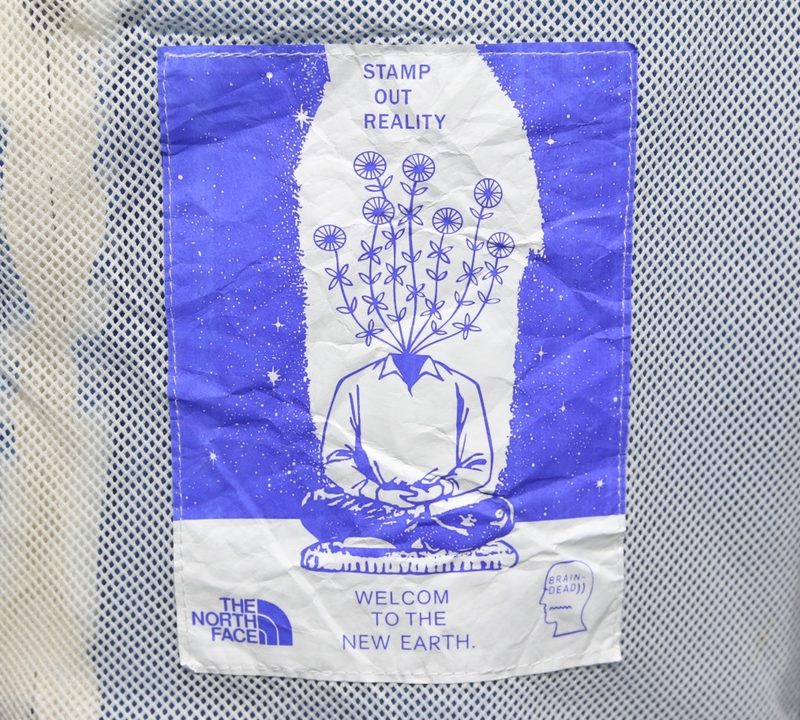 STAMP
OUT
REALITY
BRAIN-
DEAD))
THE
NORTH
FACE
WELCOM
TO THE
NEW EARTH.